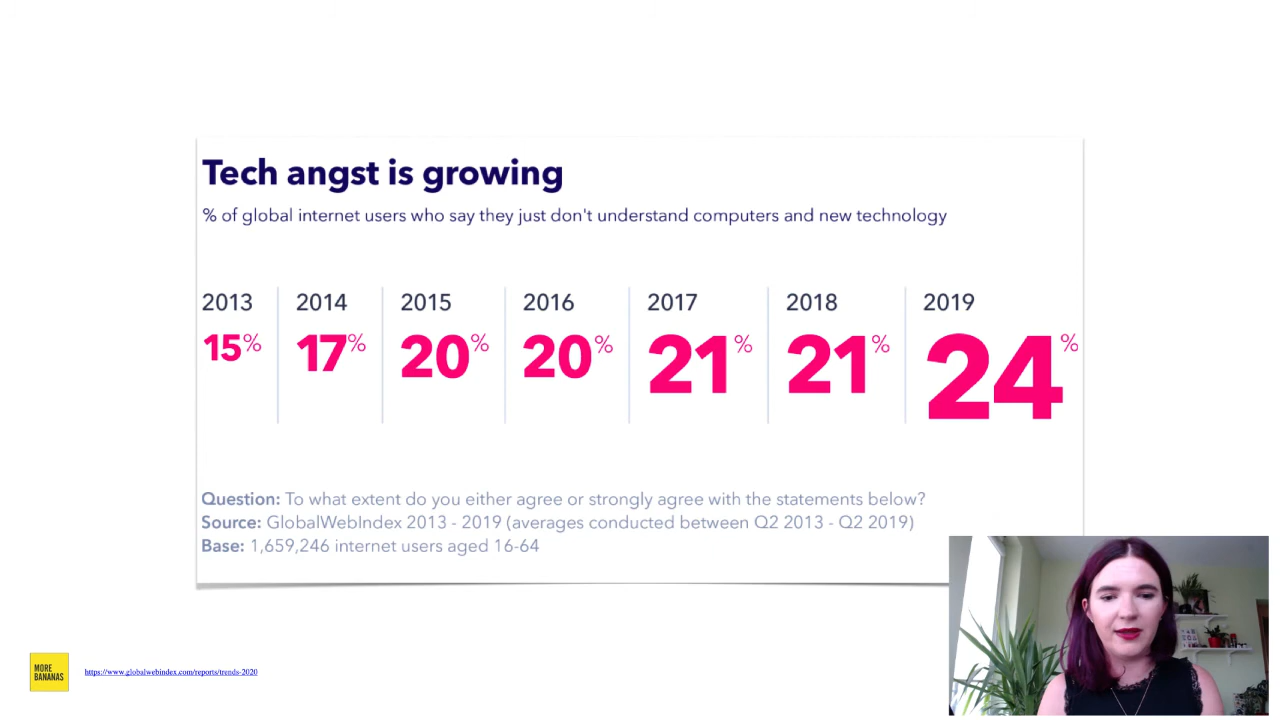 Tech angst is growing
% of global internet users who say they just don't understand computers and new technology
2013 2014 2015 2016 2017 2018 2019
15% 17% 20% 20% 21% 21% 24%
Question: To what extent do you either agree or strongly agree with the statements below?
Source: GlobalWebIndex 2013 - 2019 (averages conducted between Q2 2013 - Q2 2019)
Base: 1,659,246 internet users aged 16-64
MORE
BANANAS
https://www.globalwebindex.com/reports/trends-2020